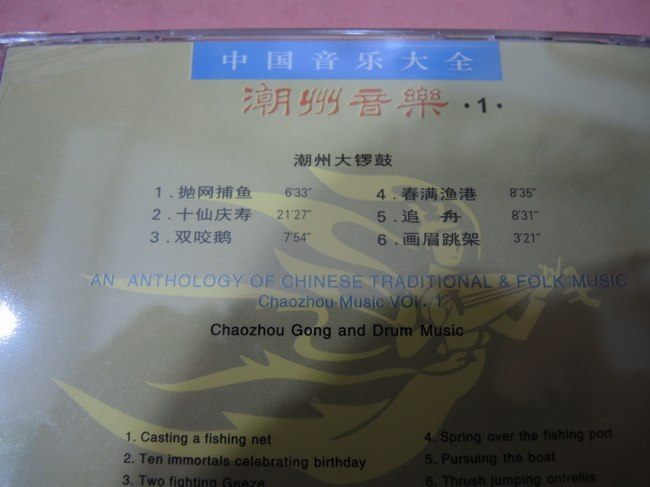 中国音乐大全
潮州音樂·1·
潮州大锣鼓
1.抛网捕鱼 6'33" 4.春满渔港 8'35"
2.十仙庆寿 21'27" 5.追 舟 8'31"
3.双咬鹅 7'54" 6.画眉跳架 3'21"
AN ANTHOLOGY OF CHINESE TRADITIONAL & FOLK MUSIC
Chaozhou Music VOl. 1
Chaozhou Gong and Drum Music
1. Casting a fishing net 4. Spring over the fishing port
2. Ten immortals celebrating birthday 5. Pursuing the boat
3. Two fighting Geeze 6. Thrush jumping